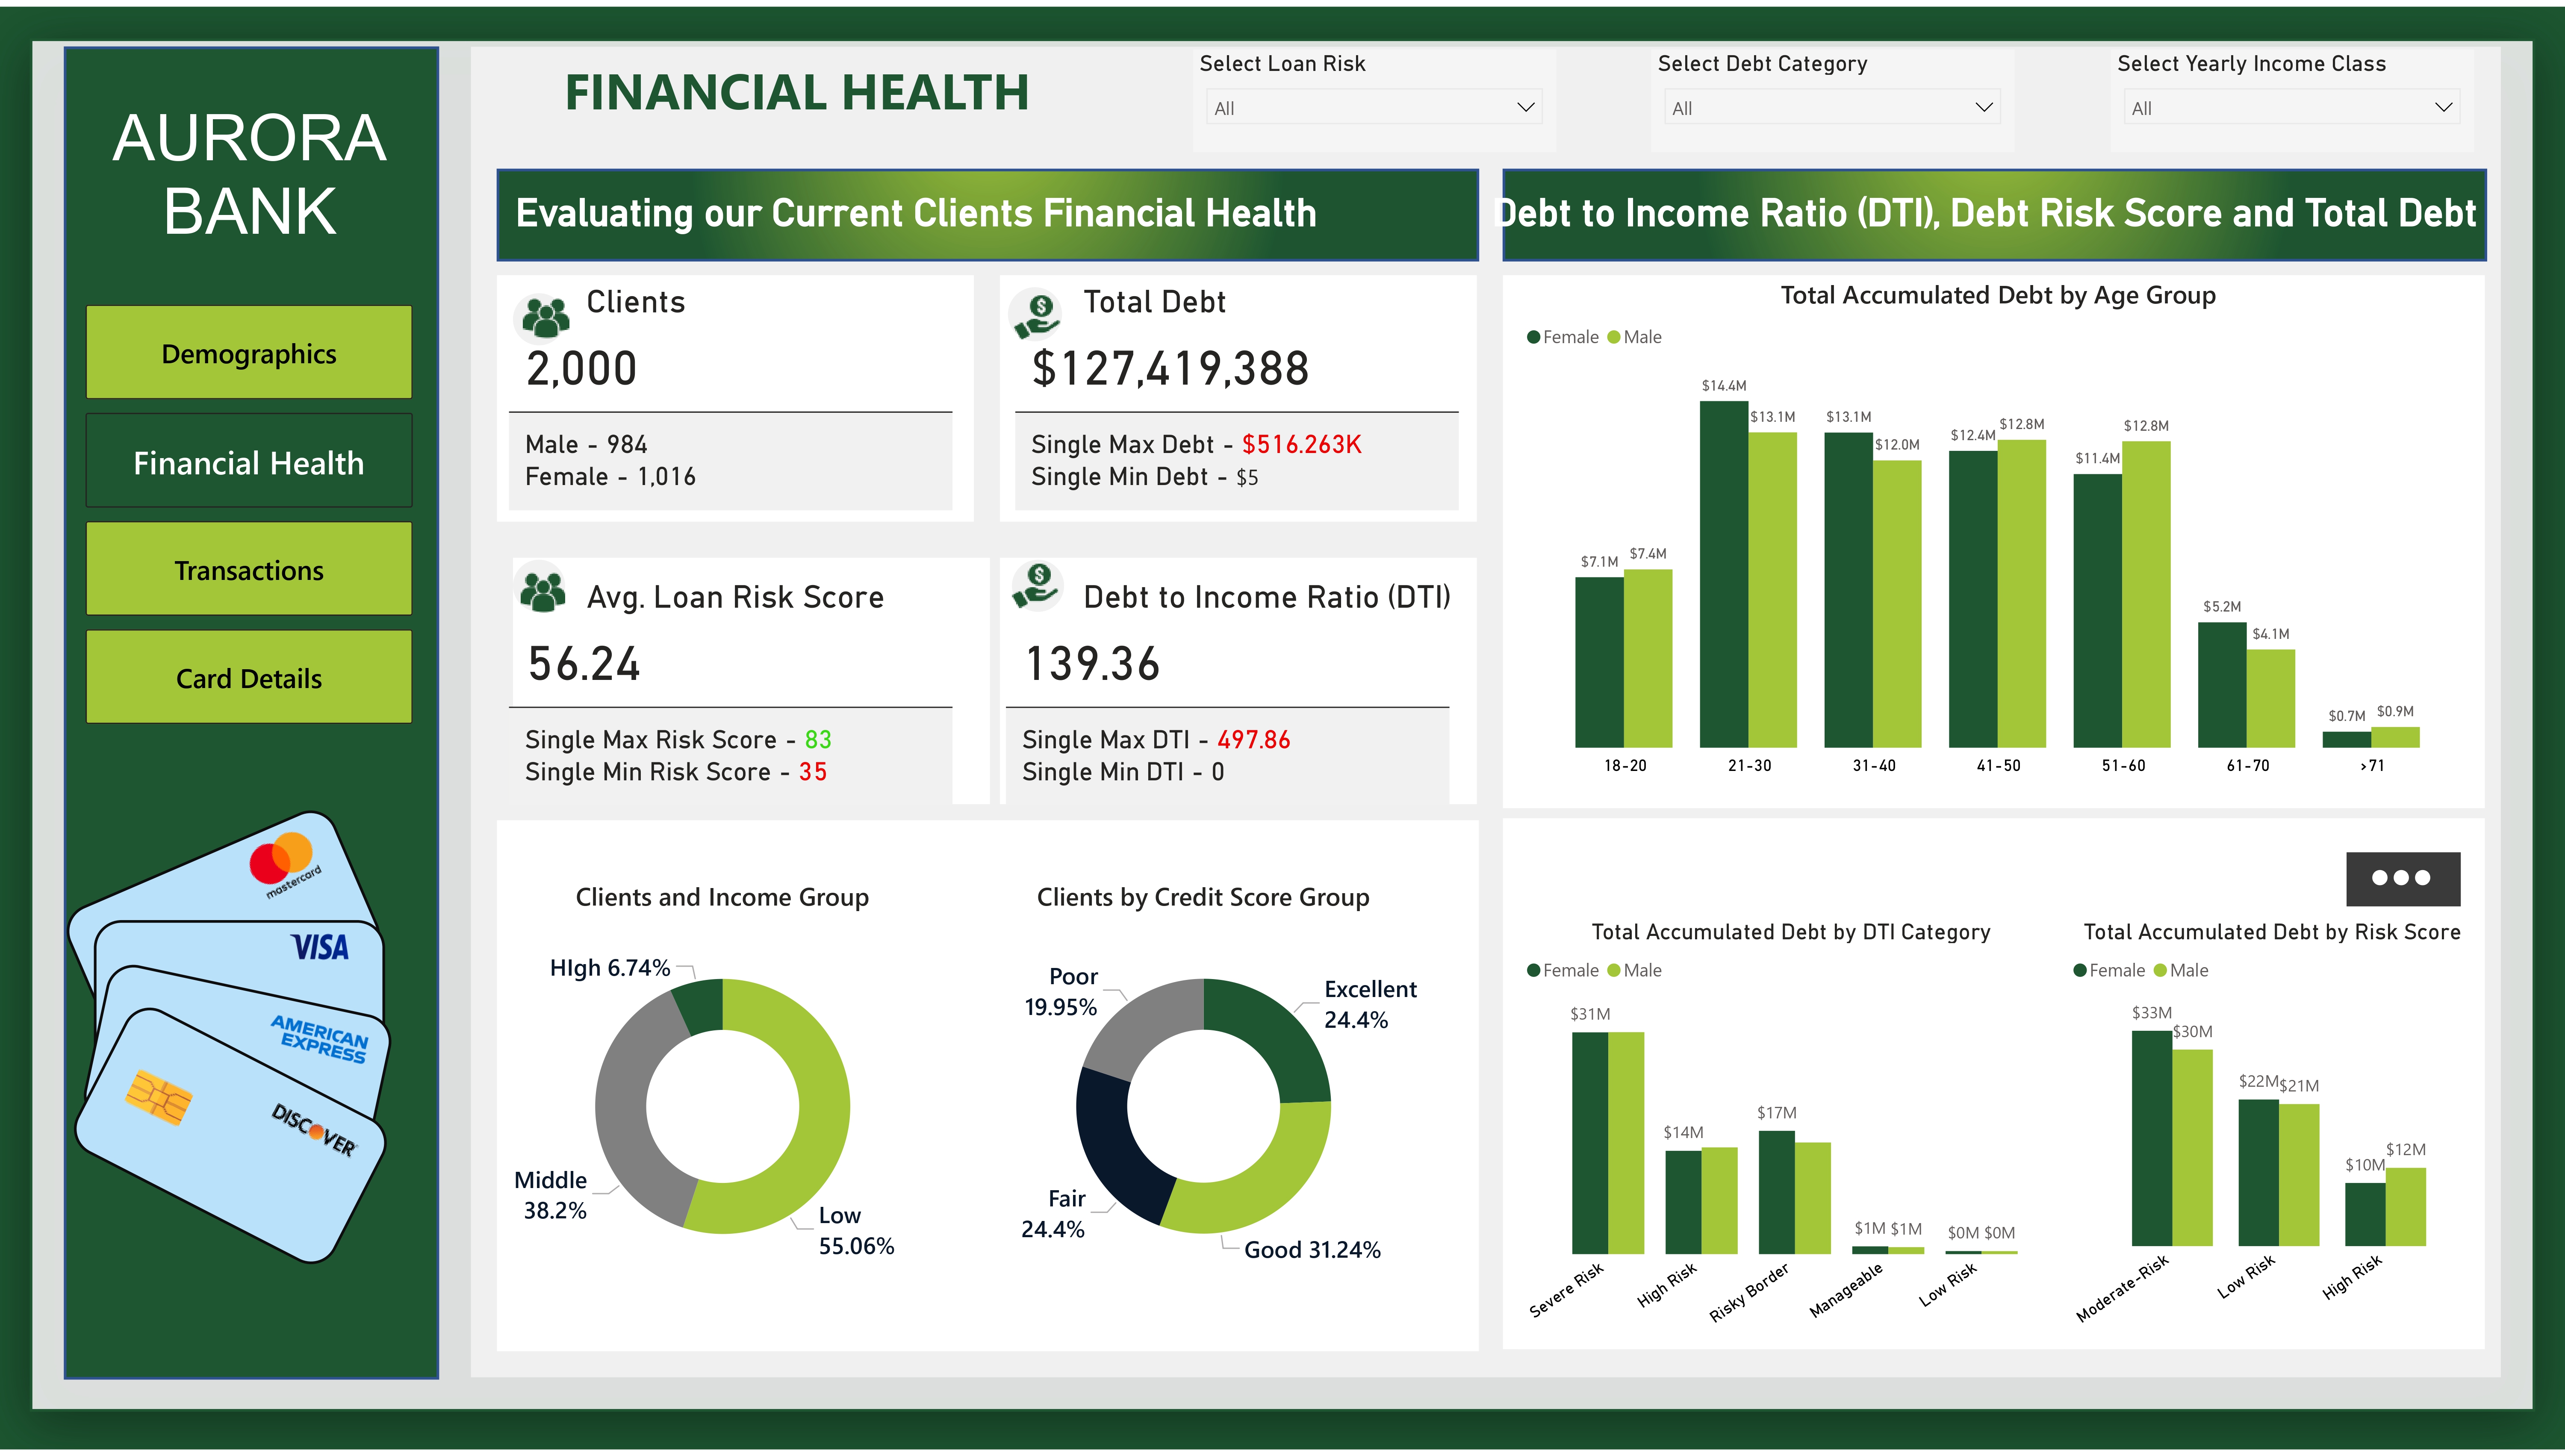 AURORA
BANK
Demographics
Financial Health
Transactions
Card Details
mastercard
VISA
AMERICAN
EXPRESS
DISCOVER
FINANCIAL HEALTH
Select Loan Risk
All
Select Debt Category
All
Select Yearly Income Class
All
Evaluating our Current Clients Financial Health
Debt to Income Ratio (DTI), Debt Risk Score and Total Debt
Clients
2,000
Male - 984
Female - 1,016
Total Debt
$127,419,388
Single Max Debt - $516.263K
Single Min Debt - $5
Avg. Loan Risk Score
56.24
Single Max Risk Score - 83
Single Min Risk Score - 35
Debt to Income Ratio (DTI)
139.36
Single Max DTI - 497.86
Single Min DTI - 0
Clients and Income Group
HIgh 6.74%
Middle
38.2%
Low
55.06%
Clients by Credit Score Group
Poor
19.95%
Excellent
24.4%
Fair
24.4%
Good 31.24%
Total Accumulated Debt by Age Group
Female Male
$7.1M $7.4M $14.4M $13.1M $13.1M $12.0M $12.4M $12.8M $11.4M $12.8M $5.2M $4.1M $0.7M $0.9M
18-20 21-30 31-40 41-50 51-60 61-70 >71
Total Accumulated Debt by DTI Category
Female Male
$31M $14M $17M $1M $1M $0M $0M
Severe Risk
High Risk
Risky Border
Manageable
Low Risk
Total Accumulated Debt by Risk Score
Female Male
$33M $30M $22M $21M $10M $12M
Moderate-Risk
Low Risk
High Risk